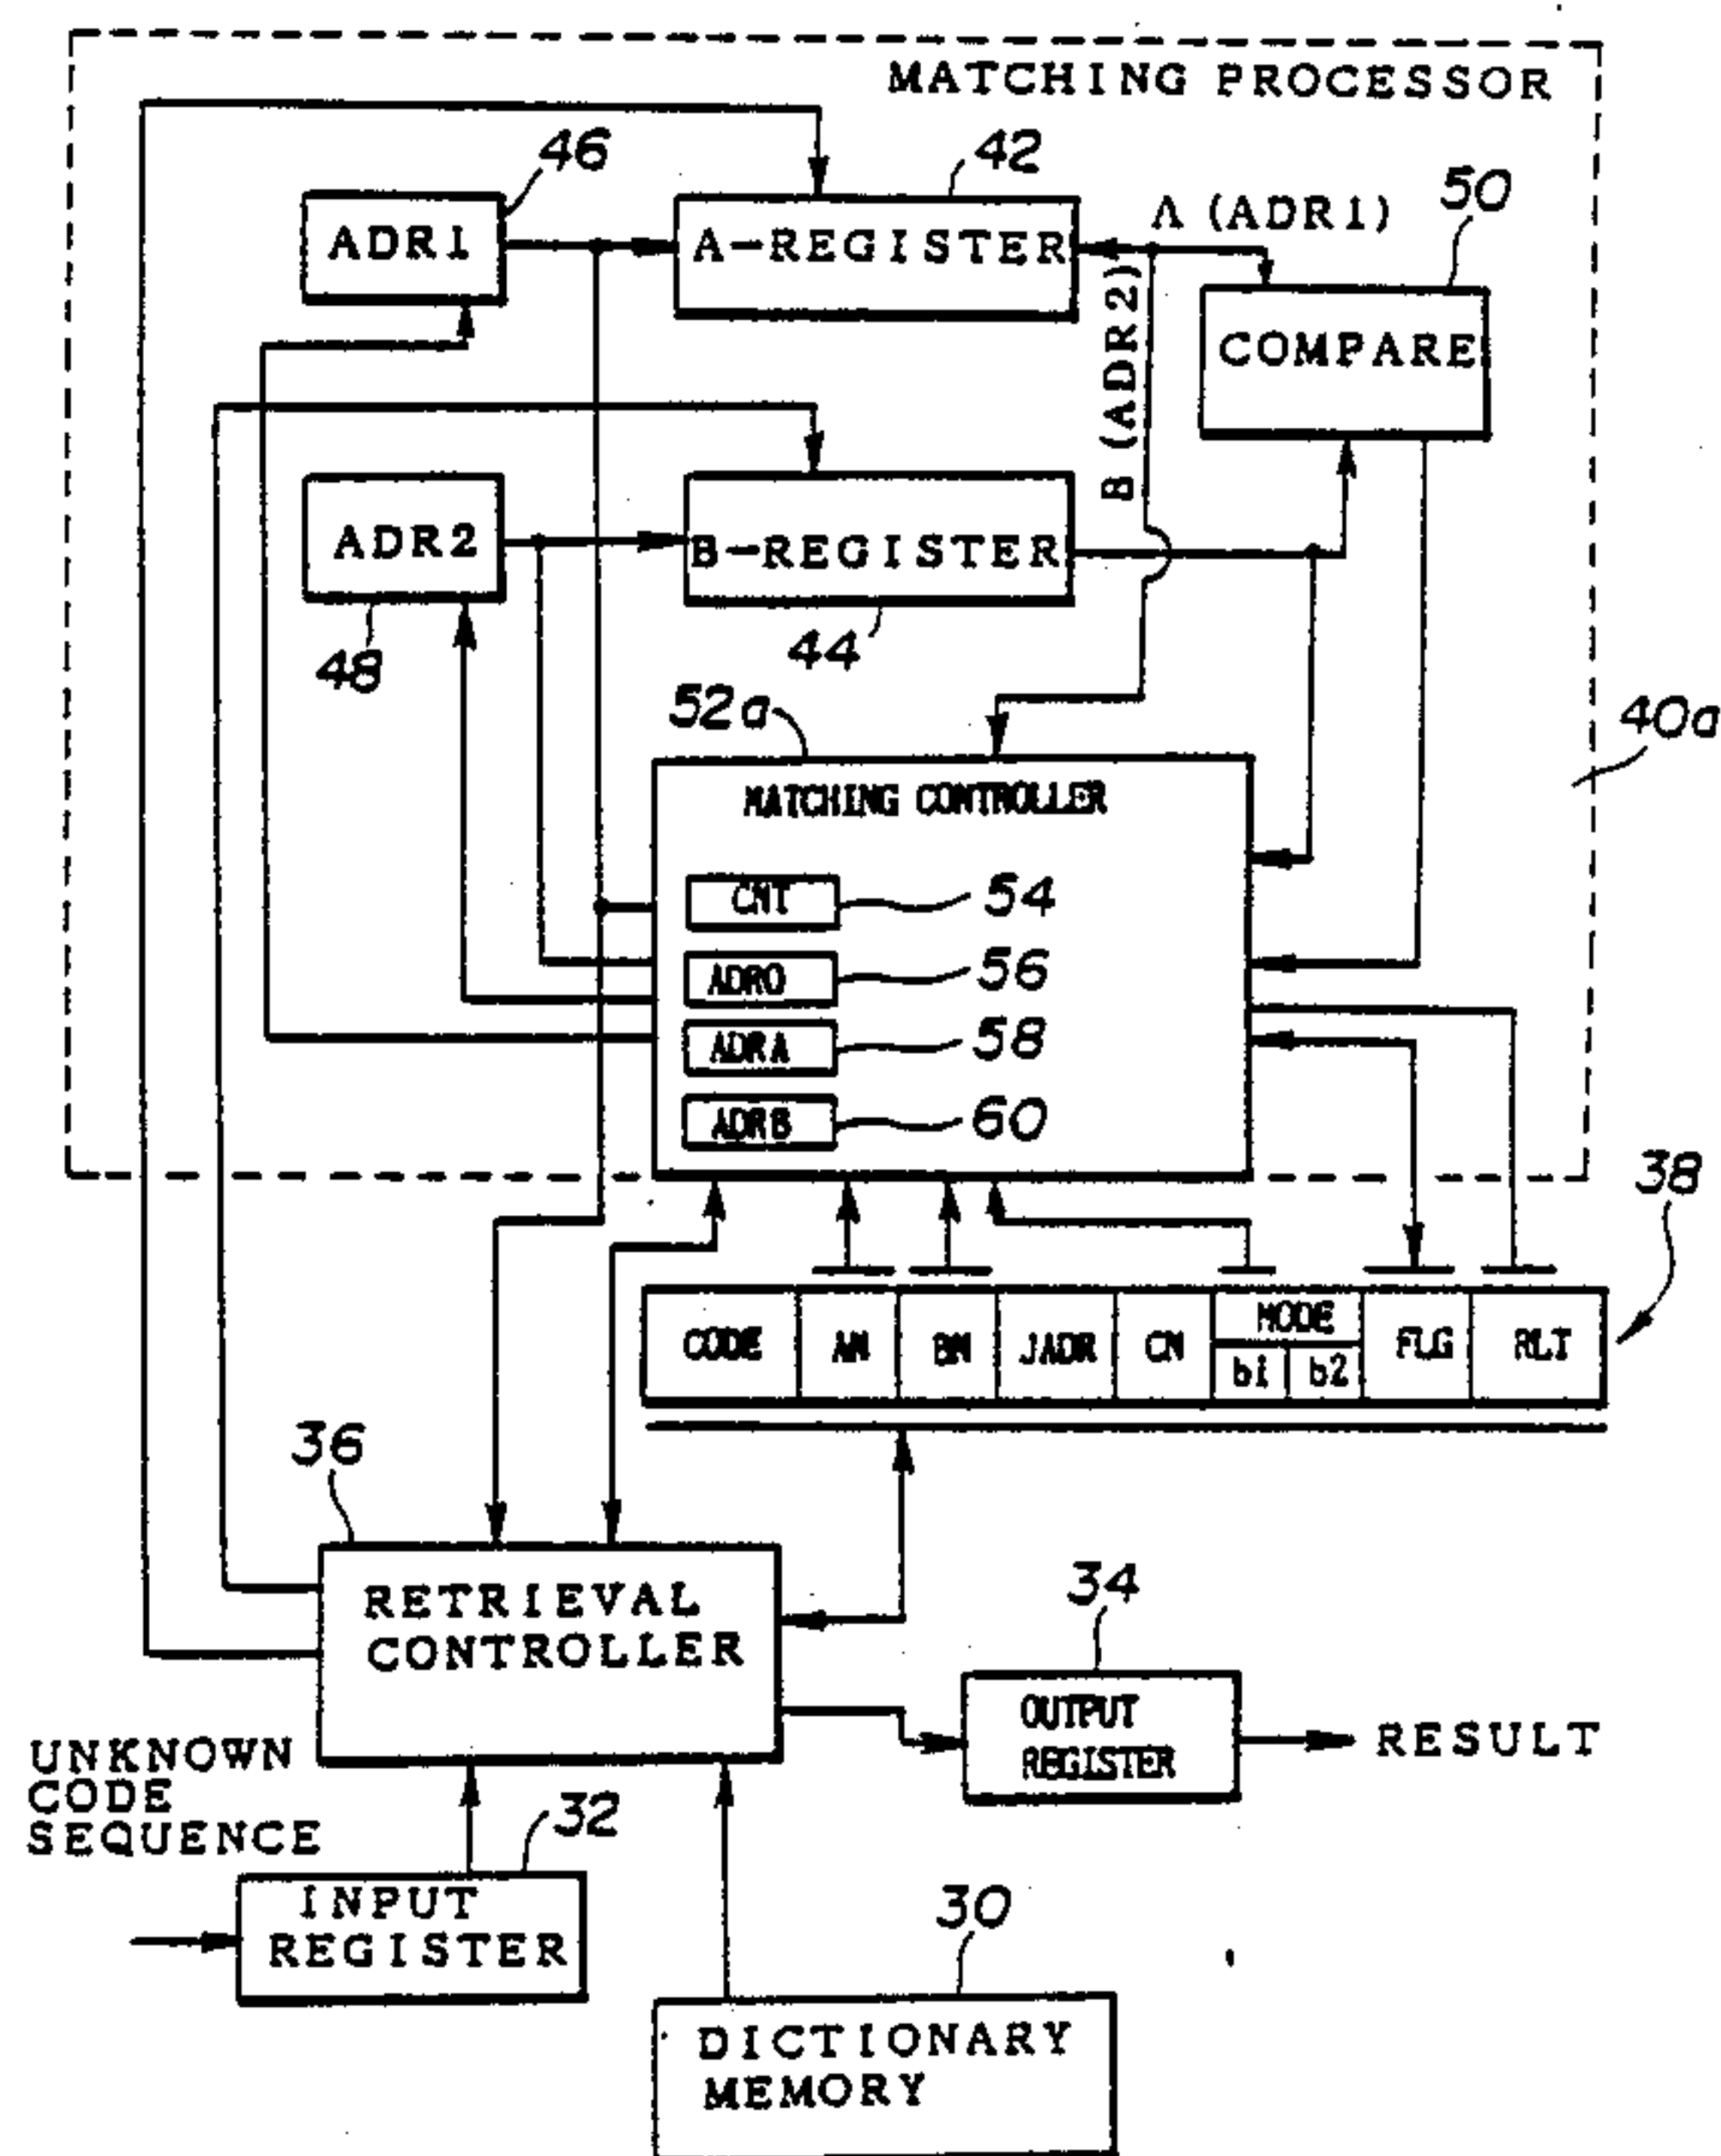 MATCHING PROCESSOR
46
42
50
ADR1
A-REGISTER
A (ADR1)
B (ADR2)
COMPARE
ADR2
B-REGISTER
48
44
52a
40a
MATCHING CONTROLLER
CNT
54
ADR0
56
ADRA
58
ADRB
60
38
CODE
AN
BN
JADR
CN
MODE
b1
b2
FLG
RLT
36
RETRIEVAL
CONTROLLER
34
OUTPUT
REGISTER
RESULT
UNKNOWN
CODE
SEQUENCE
32
INPUT
REGISTER
30
DICTIONARY
MEMORY